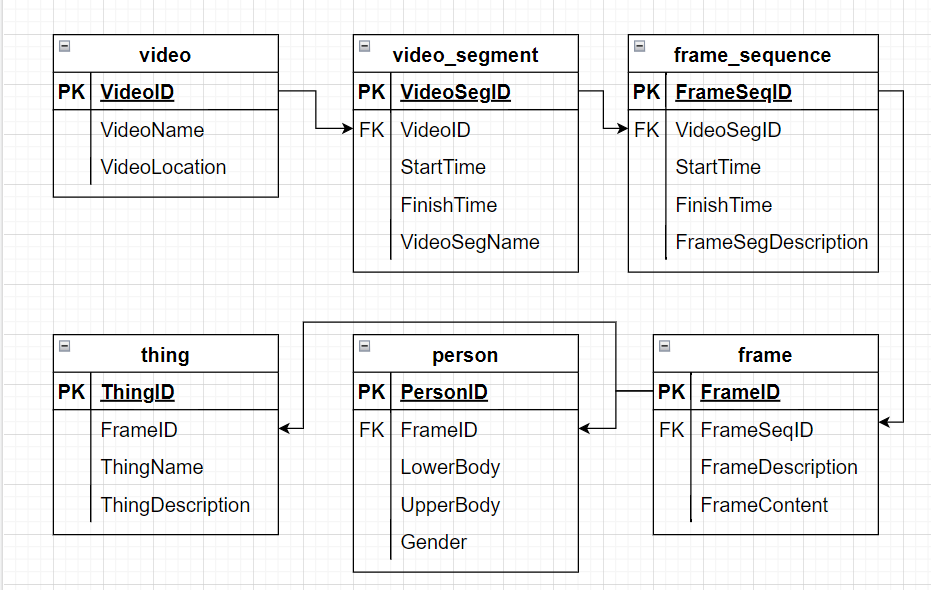 video
PK VideoID
VideoName
VideoLocation
video_segment
PK VideoSegID
FK VideoID
StartTime
FinishTime
VideoSegName
frame_sequence
PK FrameSeqID
FK VideoSegID
StartTime
FinishTime
FrameSegDescription
thing
PK ThingID
FrameID
ThingName
ThingDescription
person
PK PersonID
FK FrameID
LowerBody
UpperBody
Gender
frame
PK FrameID
FK FrameSeqID
FrameDescription
FrameContent